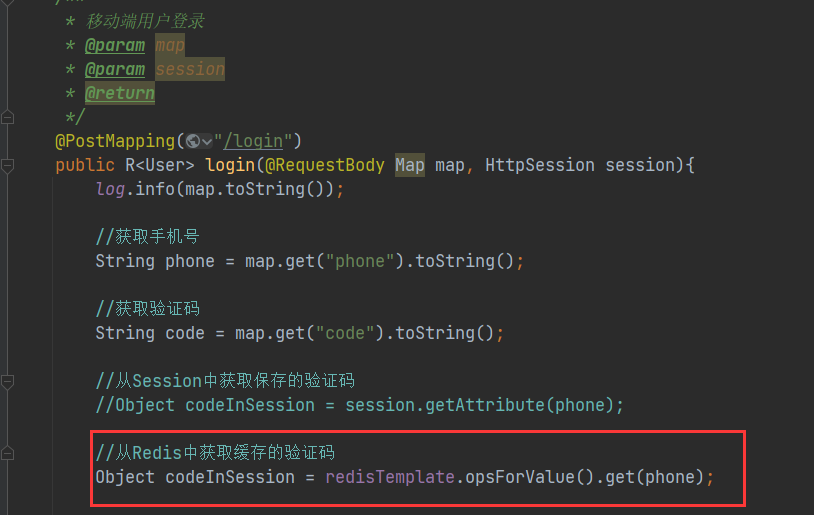 * 移动端用户登录
* @param map
* @param session
* @return
*/
@PostMapping("/login")
public R<User> login(@RequestBody Map map, HttpSession session){
log.info(map.toString());
//获取手机号
String phone = map.get("phone").toString();
//获取验证码
String code = map.get("code").toString();
//从Session中获取保存的验证码
//Object codeInSession = session.getAttribute(phone);
//从Redis中获取缓存的验证码
Object codeInSession = redisTemplate.opsForValue().get(phone);